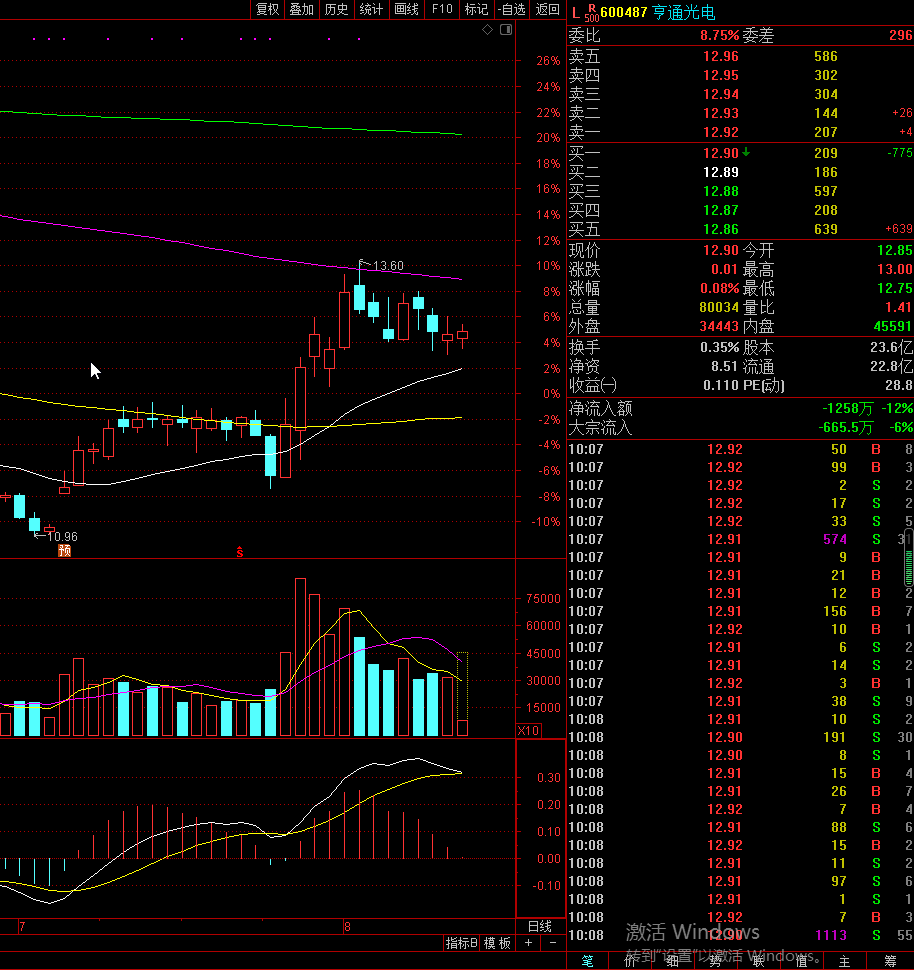 复权 叠加 历史 统计 画线 F10 标记 -自选 返回
L R 500 600487 亨通光电
委比 8.75% 委差 296
卖五 12.96 586
卖四 12.95 302
卖三 12.94 304
卖二 12.93 144 +26
卖一 12.92 207 +4
买一 12.90 209 -775
买二 12.89 186
买三 12.88 597
买四 12.87 208
买五 12.86 639 +639
现价 12.90 今开 12.85
涨跌 0.01 最高 13.00
涨幅 0.08% 最低 12.75
总量 80034 量比 1.41
外盘 34443 内盘 45591
换手 0.35% 股本 23.6亿
净资 8.51 流通 22.8亿
收益㈠ 0.110 PE(动) 28.8
净流入额 -1258万 -12%
大宗流入 -665.5万 -6%
10:07 12.92 50 B 8
10:07 12.92 99 B 3
10:07 12.92 2 S 2
10:07 12.92 17 S 2
10:07 12.92 33 S 5
10:07 12.91 574 S 31
10:07 12.91 9 B
10:07 12.91 21 B 2
10:07 12.91 12 B 2
10:07 12.91 156 B 7
10:07 12.92 10 B 1
10:07 12.91 6 S 2
10:07 12.91 14 S 2
10:07 12.92 3 B 1
10:07 12.91 38 S 9
10:08 12.91 10 S 2
10:08 12.90 191 S 30
10:08 12.90 8 S 1
10:08 12.91 15 B 4
10:08 12.91 26 B 7
10:08 12.92 7 B 4
10:08 12.91 88 S 6
10:08 12.92 15 B 2
10:08 12.91 11 S 2
10:08 12.91 97 S 6
10:08 12.91 1 S 1
10:08 12.92 7 B 3
10:08 12.90 1113 S 55
26%
24%
22%
20%
18%
16%
14%
12%
10%
8%
6%
4%
2%
0%
-2%
-4%
-6%
-8%
-10%
13.60
10.96
预
75000
60000
45000
30000
15000
X10
0.30
0.20
0.10
0.00
-0.10
7 8 日线
指标B 模板 + −
激活 Windows
转到"设置"以激活 Windows。
笔 价 细 势 联 值 主 筹